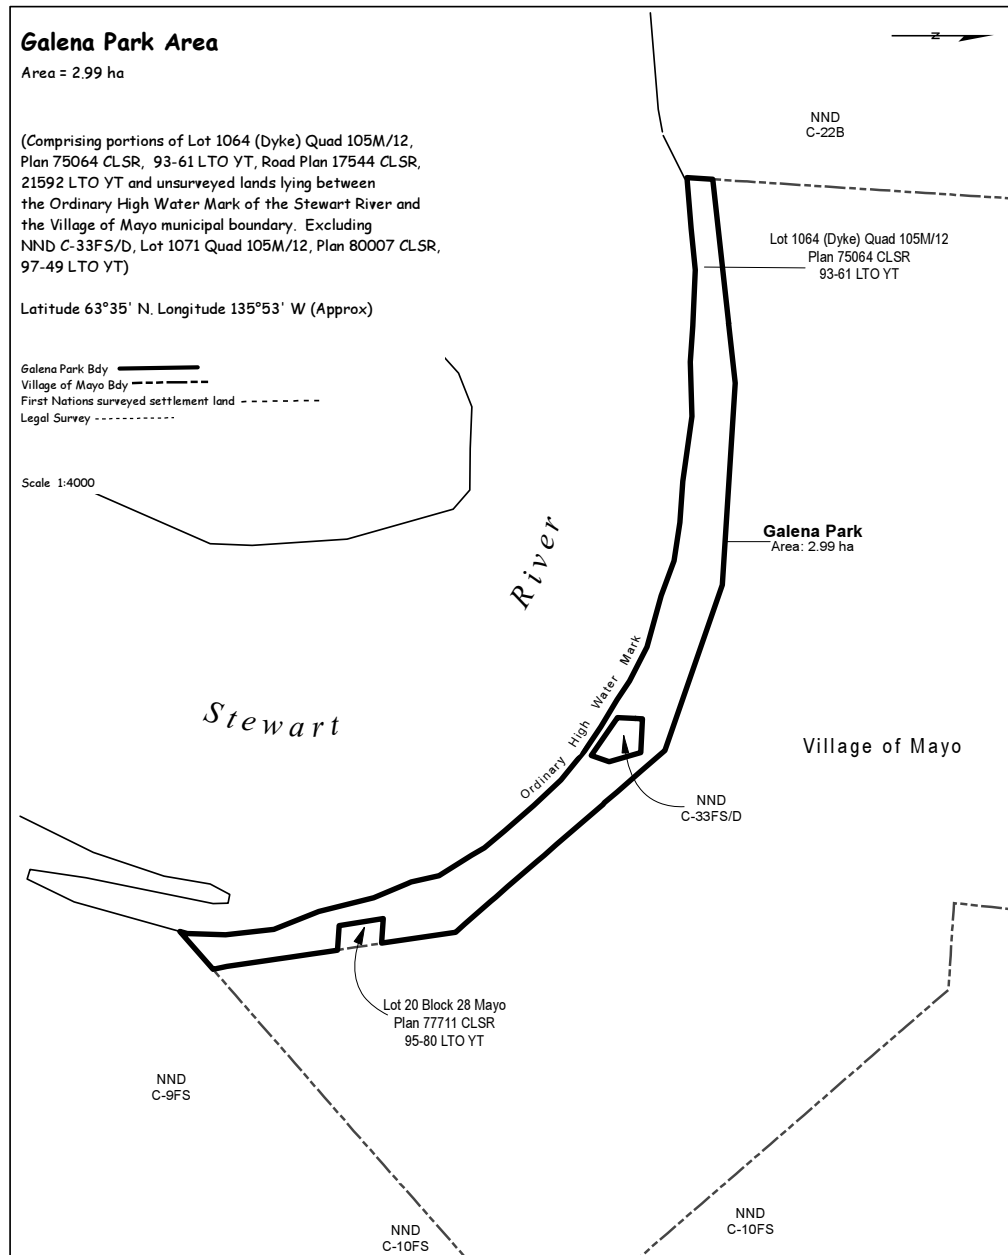 Galena Park Area
Area = 2.99 ha
(Comprising portions of Lot 1064 (Dyke) Quad 105M/12,
Plan 75064 CLSR, 93-61 LTO YT, Road Plan 17544 CLSR,
21592 LTO YT and unsurveyed lands lying between
the Ordinary High Water Mark of the Stewart River and
the Village of Mayo municipal boundary. Excluding
NND C-33FS/D, Lot 1071 Quad 105M/12, Plan 80007 CLSR,
97-49 LTO YT)
Latitude 63°35' N. Longitude 135°53' W (Approx)
Galena Park Bdy
Village of Mayo Bdy
First Nations surveyed settlement land
Legal Survey
Scale 1:4000
N
NND
C-22B
Lot 1064 (Dyke) Quad 105M/12
Plan 75064 CLSR
93-61 LTO YT
Galena Park
Area: 2.99 ha
River
Stewart
Ordinary High Water Mark
Village of Mayo
NND
C-33FS/D
Lot 20 Block 28 Mayo
Plan 77711 CLSR
95-80 LTO YT
NND
C-9FS
NND
C-10FS
NND
C-10FS